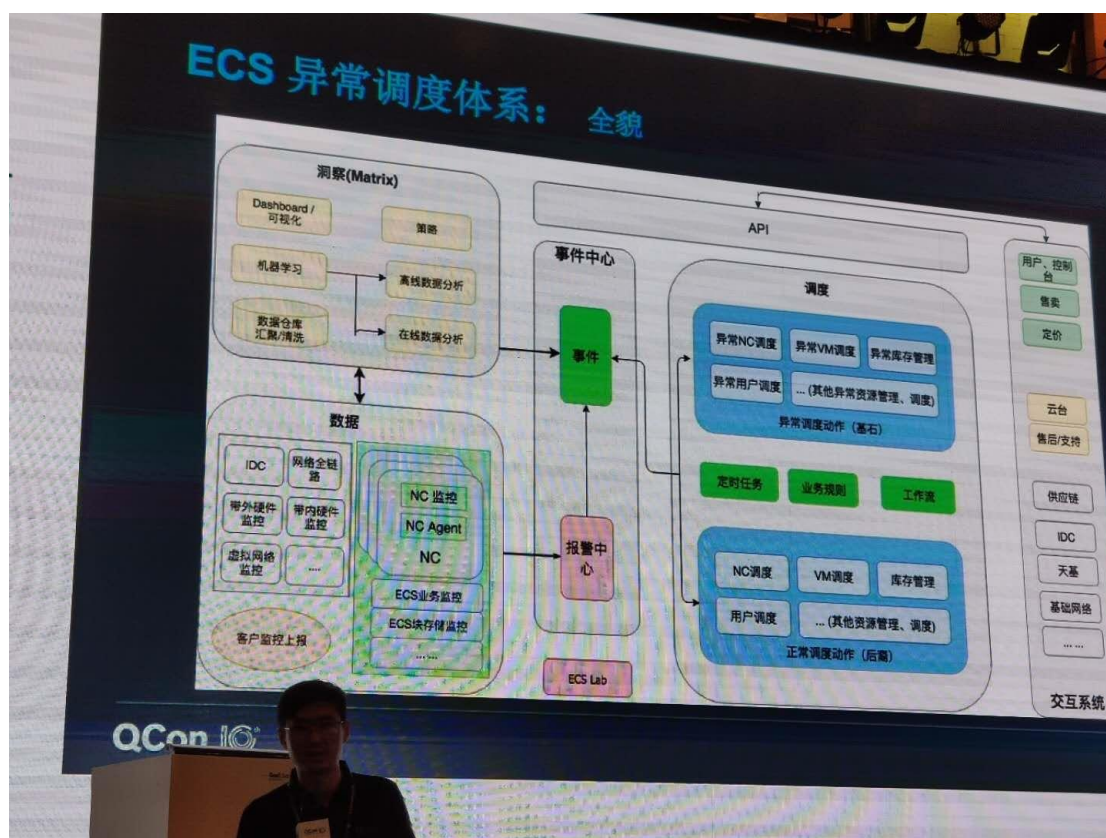 ECS 异常调度体系： 全貌
洞察(Matrix)
Dashboard /
可视化
策略
机器学习
离线数据分析
数据仓库
汇聚/清洗
在线数据分析
数据
IDC
网络全链
路
带外硬件
监控
带内硬件
监控
虚拟网络
监控
....
客户监控上报
NC 监控
NC Agent
NC
ECS业务监控
ECS块存储监控
... ...
API
事件中心
事件
报警中
心
ECS Lab
调度
异常NC调度
异常VM调度
异常库存管理
异常用户调度
... (其他异常资源管理、调度)
异常调度动作（基石）
定时任务
业务规则
工作流
NC调度
VM调度
库存管理
用户调度
... (其他资源管理、调度)
正常调度动作（后裔）
用户、控制
台
售卖
定价
云台
售后/支持
供应链
IDC
天基
基础网络
... ...
交互系统
QCon 10